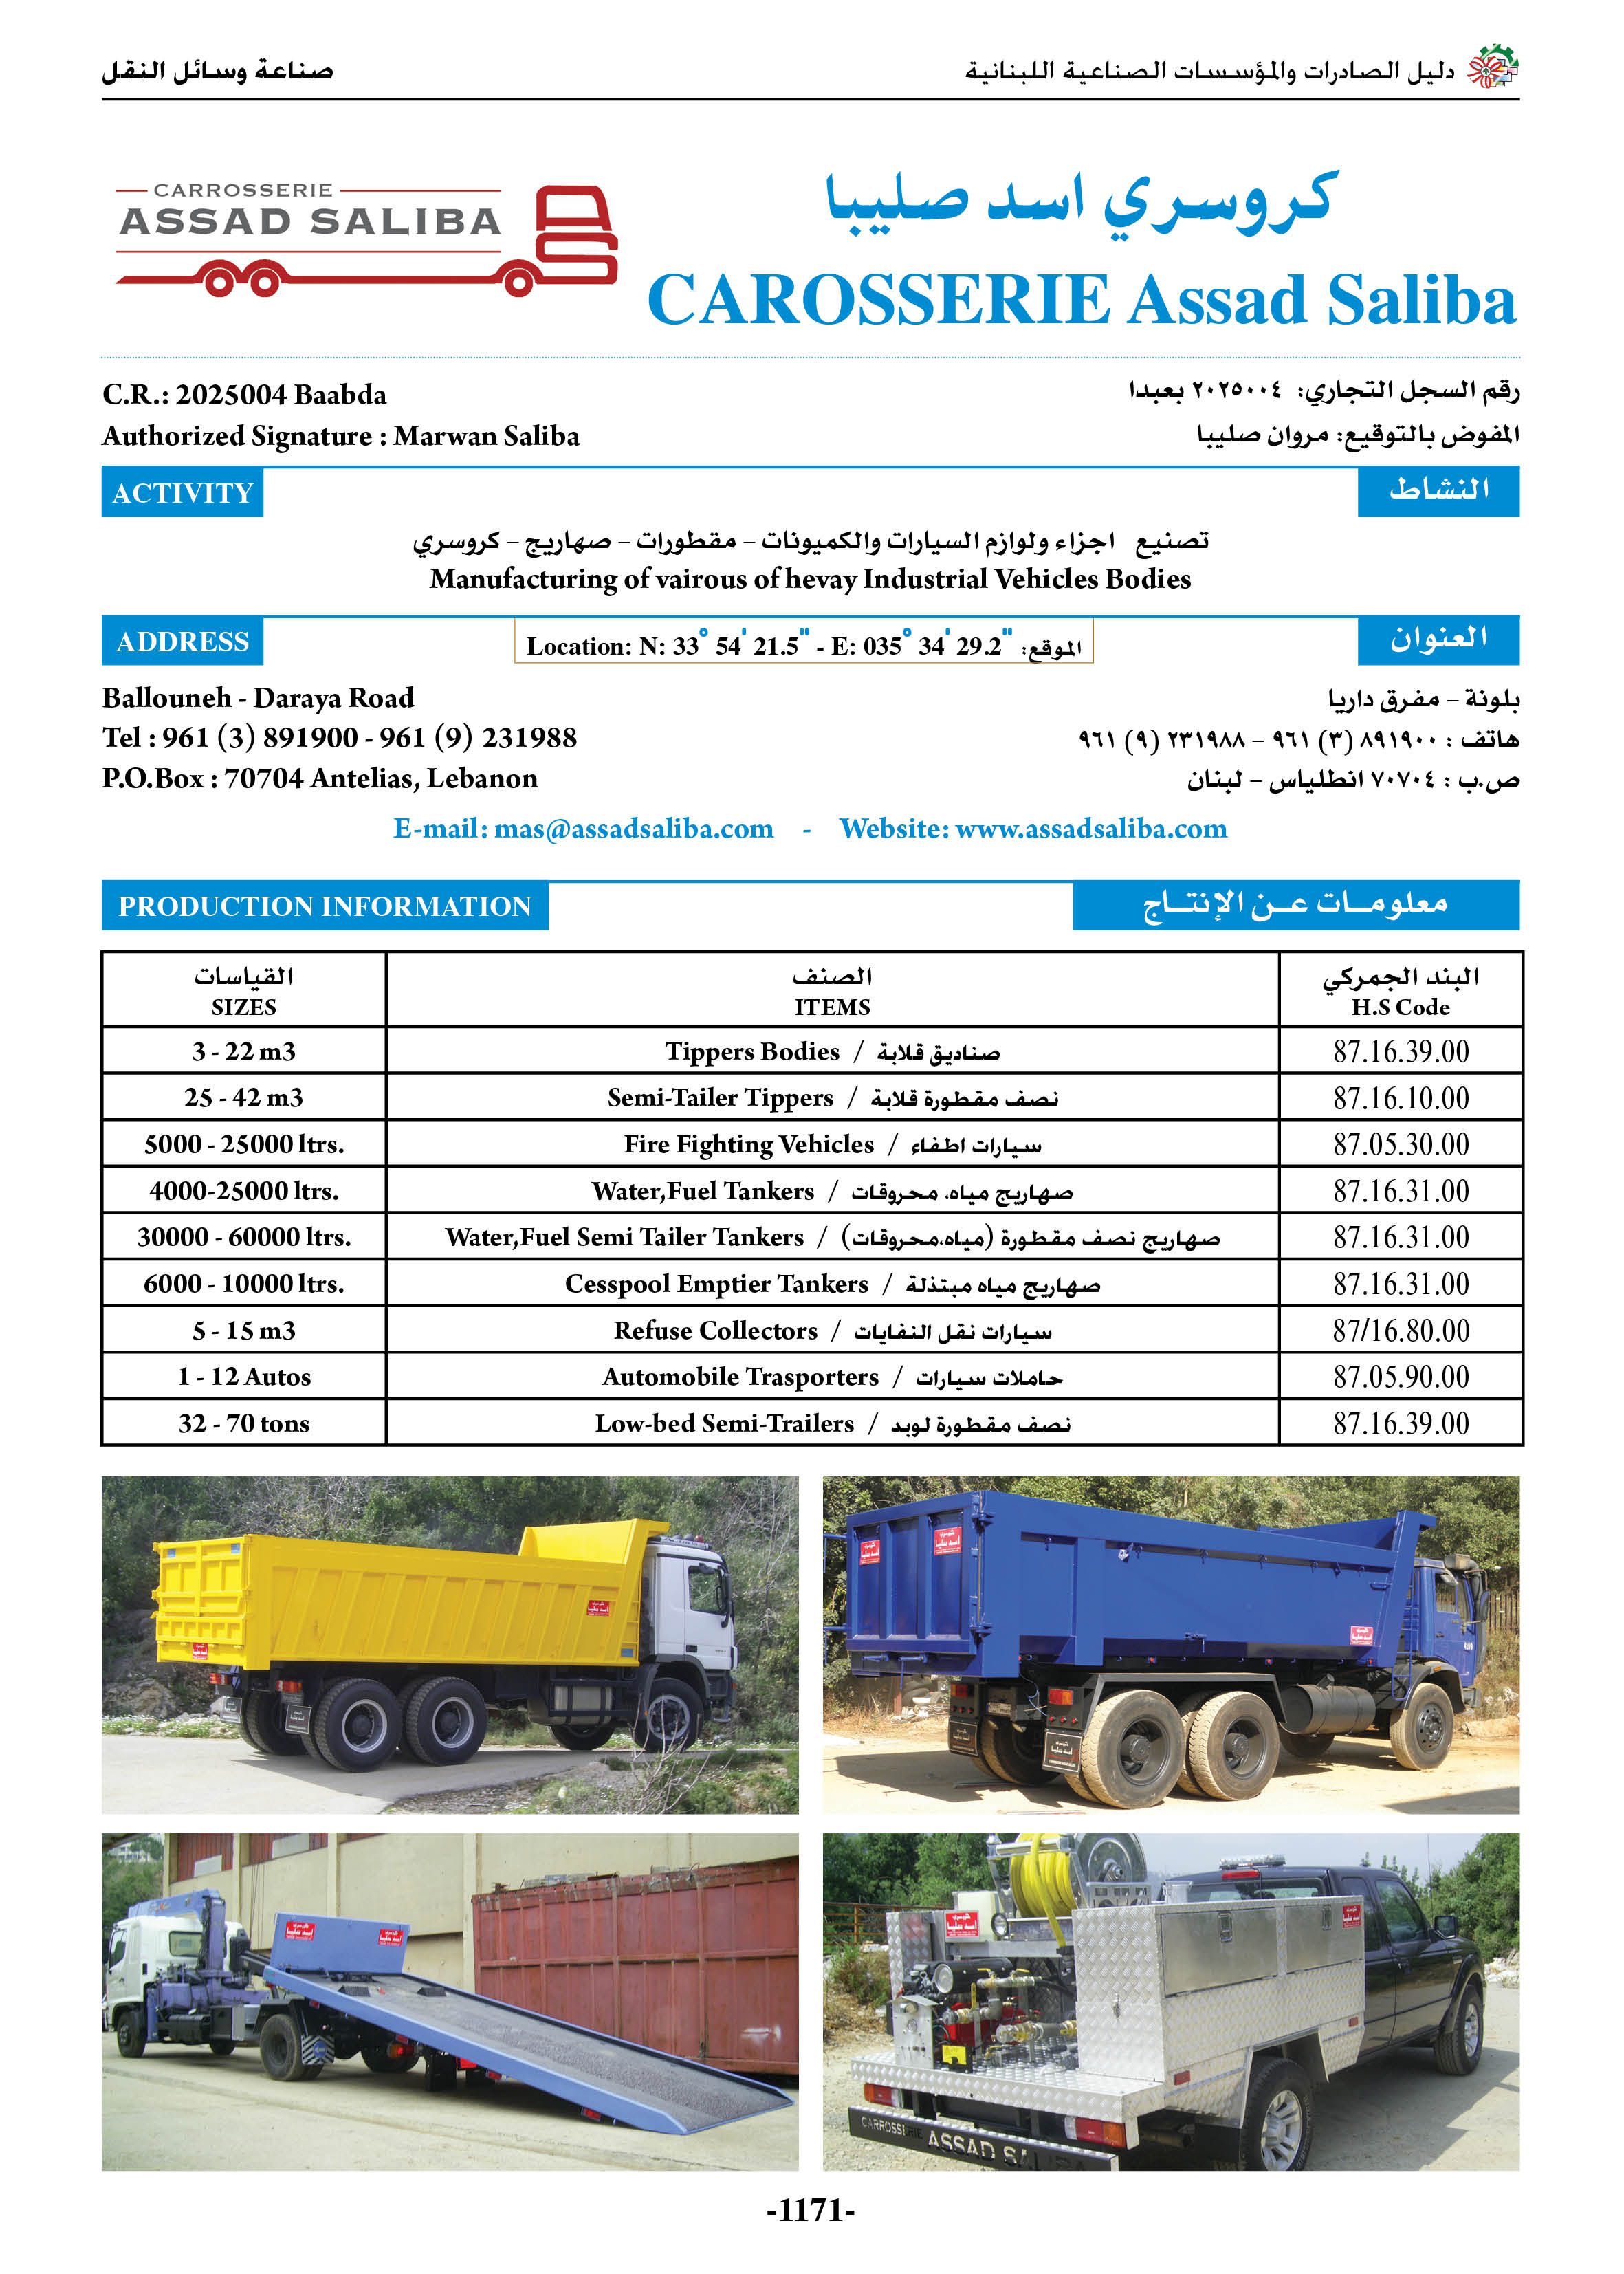 دليل الصادرات والمؤسسات الصناعية اللبنانية
صناعة وسائل النقل
CARROSSERIE
ASSAD SALIBA
كروسري اسد صليبا
CAROSSERIE Assad Saliba
C.R.: 2025004 Baabda
رقم السجل التجاري: ٢٠٢٥٠٠٤ بعبدا
Authorized Signature : Marwan Saliba
المفوض بالتوقيع: مروان صليبا
ACTIVITY
النشاط
تصنيع اجزاء ولوازم السيارات والكميونات – مقطورات – صهاريج – كروسري
Manufacturing of vairous of hevay Industrial Vehicles Bodies
ADDRESS
Location: N: 33° 54' 21.5" - E: 035° 34' 29.2" :الموقع
العنوان
Ballouneh - Daraya Road
بلونة – مفرق داريا
Tel : 961 (3) 891900 - 961 (9) 231988
هاتف : ٨٩١٩٠٠ (٣) ٩٦١ – ٢٣١٩٨٨ (٩) ٩٦١
P.O.Box : 70704 Antelias, Lebanon
ص.ب : ٧٠٧٠٤ انطلياس – لبنان
E-mail: mas@assadsaliba.com - Website: www.assadsaliba.com
PRODUCTION INFORMATION
معلومات عن الإنتاج
القياسات الصنف البند الجمركي
SIZES ITEMS H.S Code
3 - 22 m3 Tippers Bodies / صناديق قلابة 87.16.39.00
25 - 42 m3 Semi-Tailer Tippers / نصف مقطورة قلابة 87.16.10.00
5000 - 25000 ltrs. Fire Fighting Vehicles / سيارات اطفاء 87.05.30.00
4000-25000 ltrs. Water,Fuel Tankers / صهاريج مياه، محروقات 87.16.31.00
30000 - 60000 ltrs. Water,Fuel Semi Tailer Tankers / صهاريج نصف مقطورة (مياه،محروقات) 87.16.31.00
6000 - 10000 ltrs. Cesspool Emptier Tankers / صهاريج مياه مبتذلة 87.16.31.00
5 - 15 m3 Refuse Collectors / سيارات نقل النفايات 87/16.80.00
1 - 12 Autos Automobile Trasporters / حاملات سيارات 87.05.90.00
32 - 70 tons Low-bed Semi-Trailers / نصف مقطورة لوبد 87.16.39.00
CARROSSERIE ASSAD SALIBA
-1171-